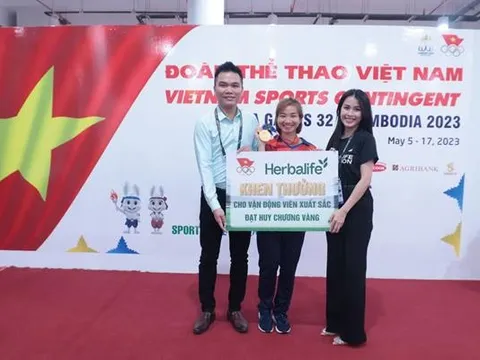 ĐOÀN THỂ THAO VIỆT NAM
VIETNAM SPORTS CONTINGENT
GAMES 32 CAMBODIA 2023
May 5 - 17, 2023
AGRIBANK
Herbalife
KHEN THƯỞNG
CHO VẬN ĐỘNG VIÊN XUẤT SẮC
ĐẠT HUY CHƯƠNG VÀNG
SPORT